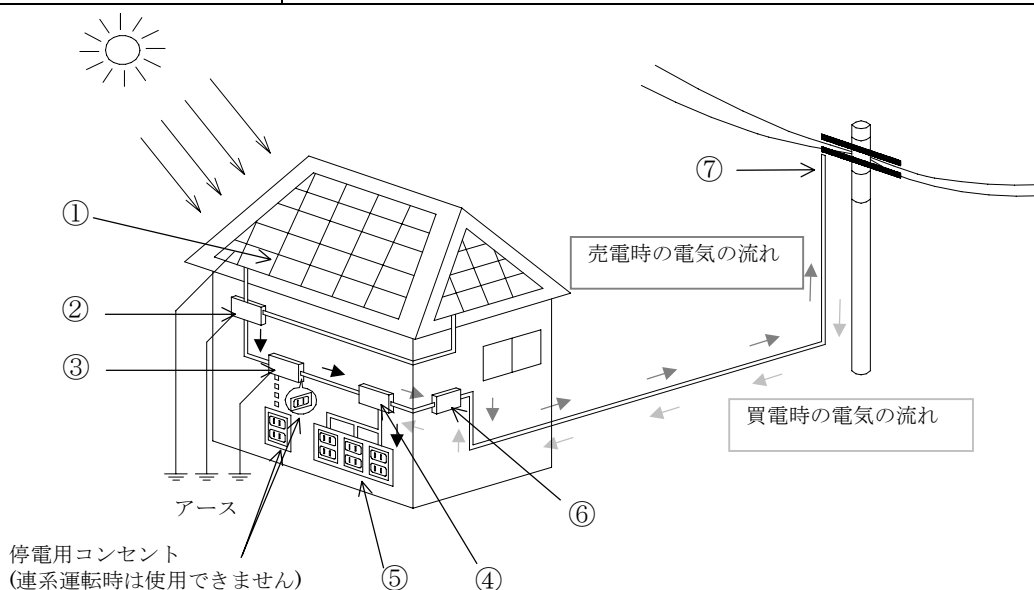 ⑦
売電時の電気の流れ
①
②
③
買電時の電気の流れ
アース
⑥
停電用コンセント
(連系運転時は使用できません)
⑤
④